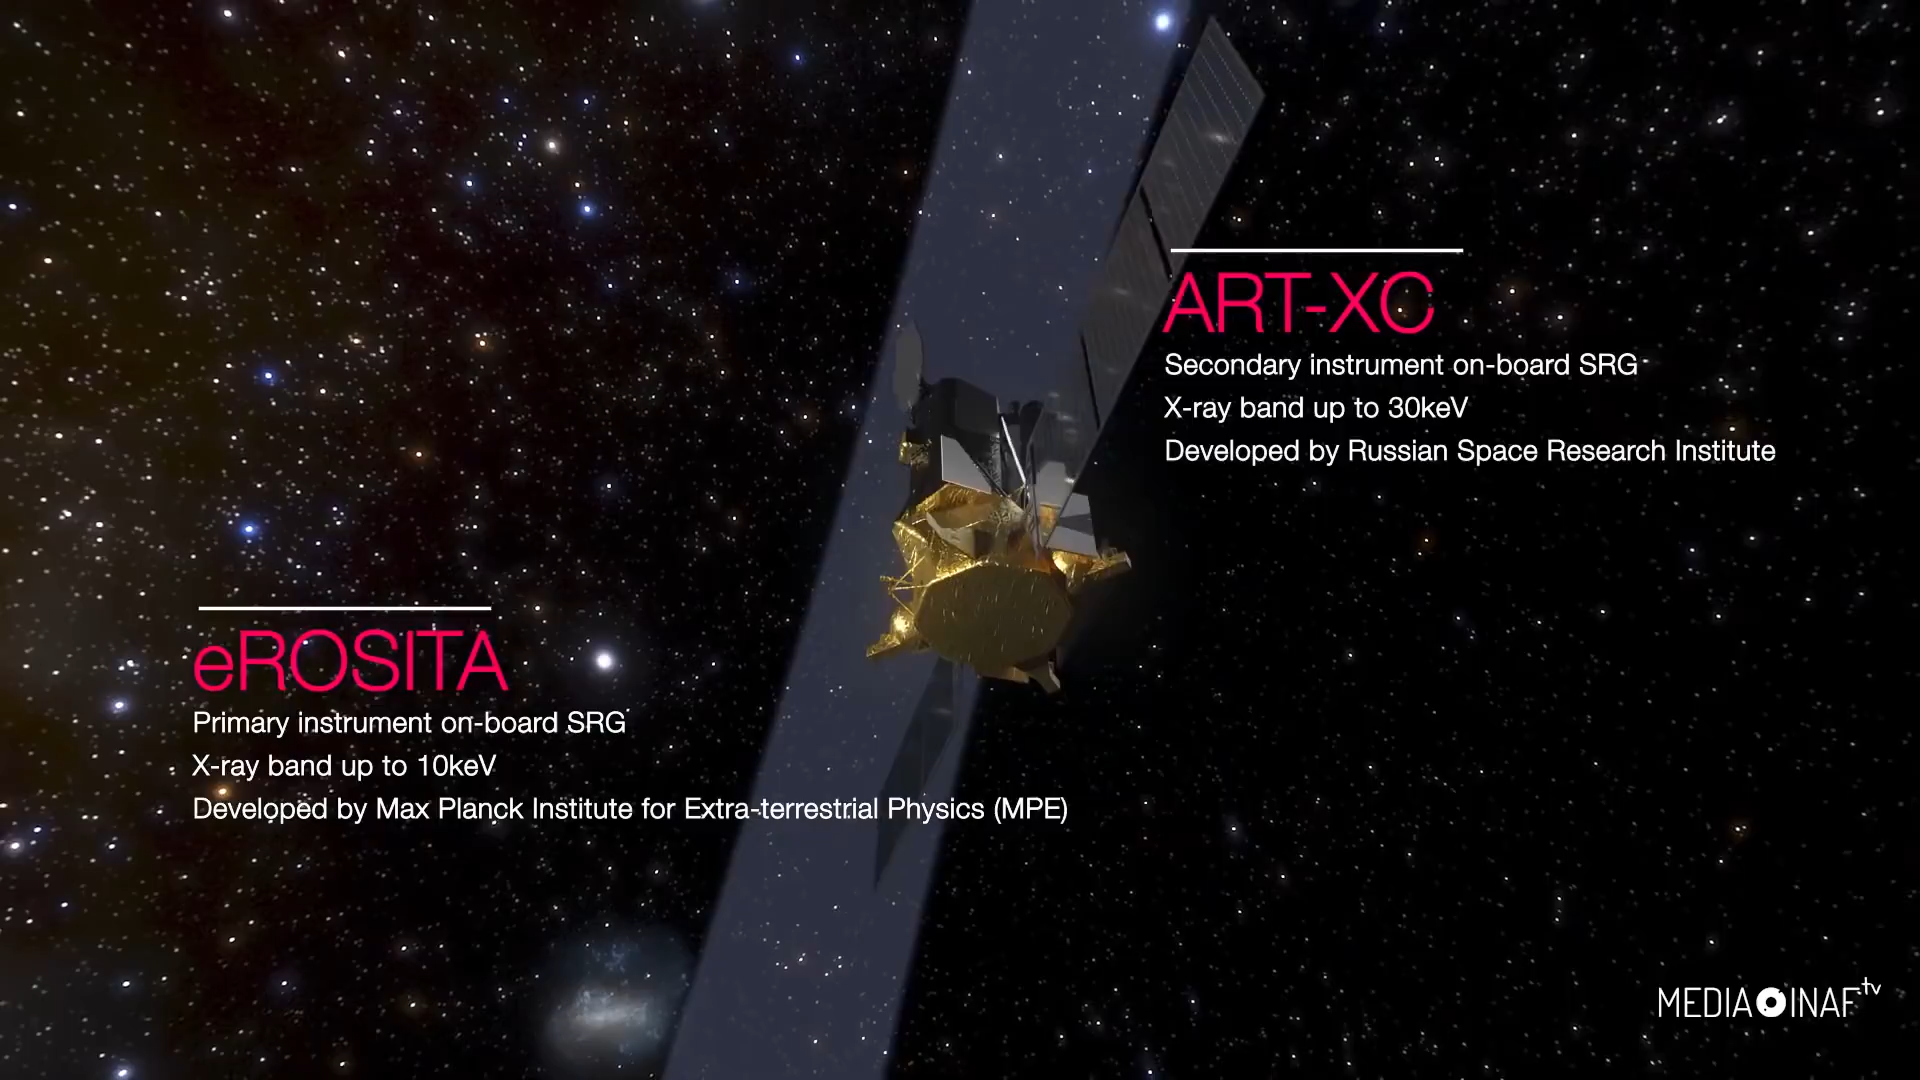 ART-XC
Secondary instrument on-board SRG
X-ray band up to 30keV
Developed by Russian Space Research Institute
eROSITA
Primary instrument on-board SRG
X-ray band up to 10keV
Developed by Max Planck Institute for Extra-terrestrial Physics (MPE)
MEDIA INAF tv